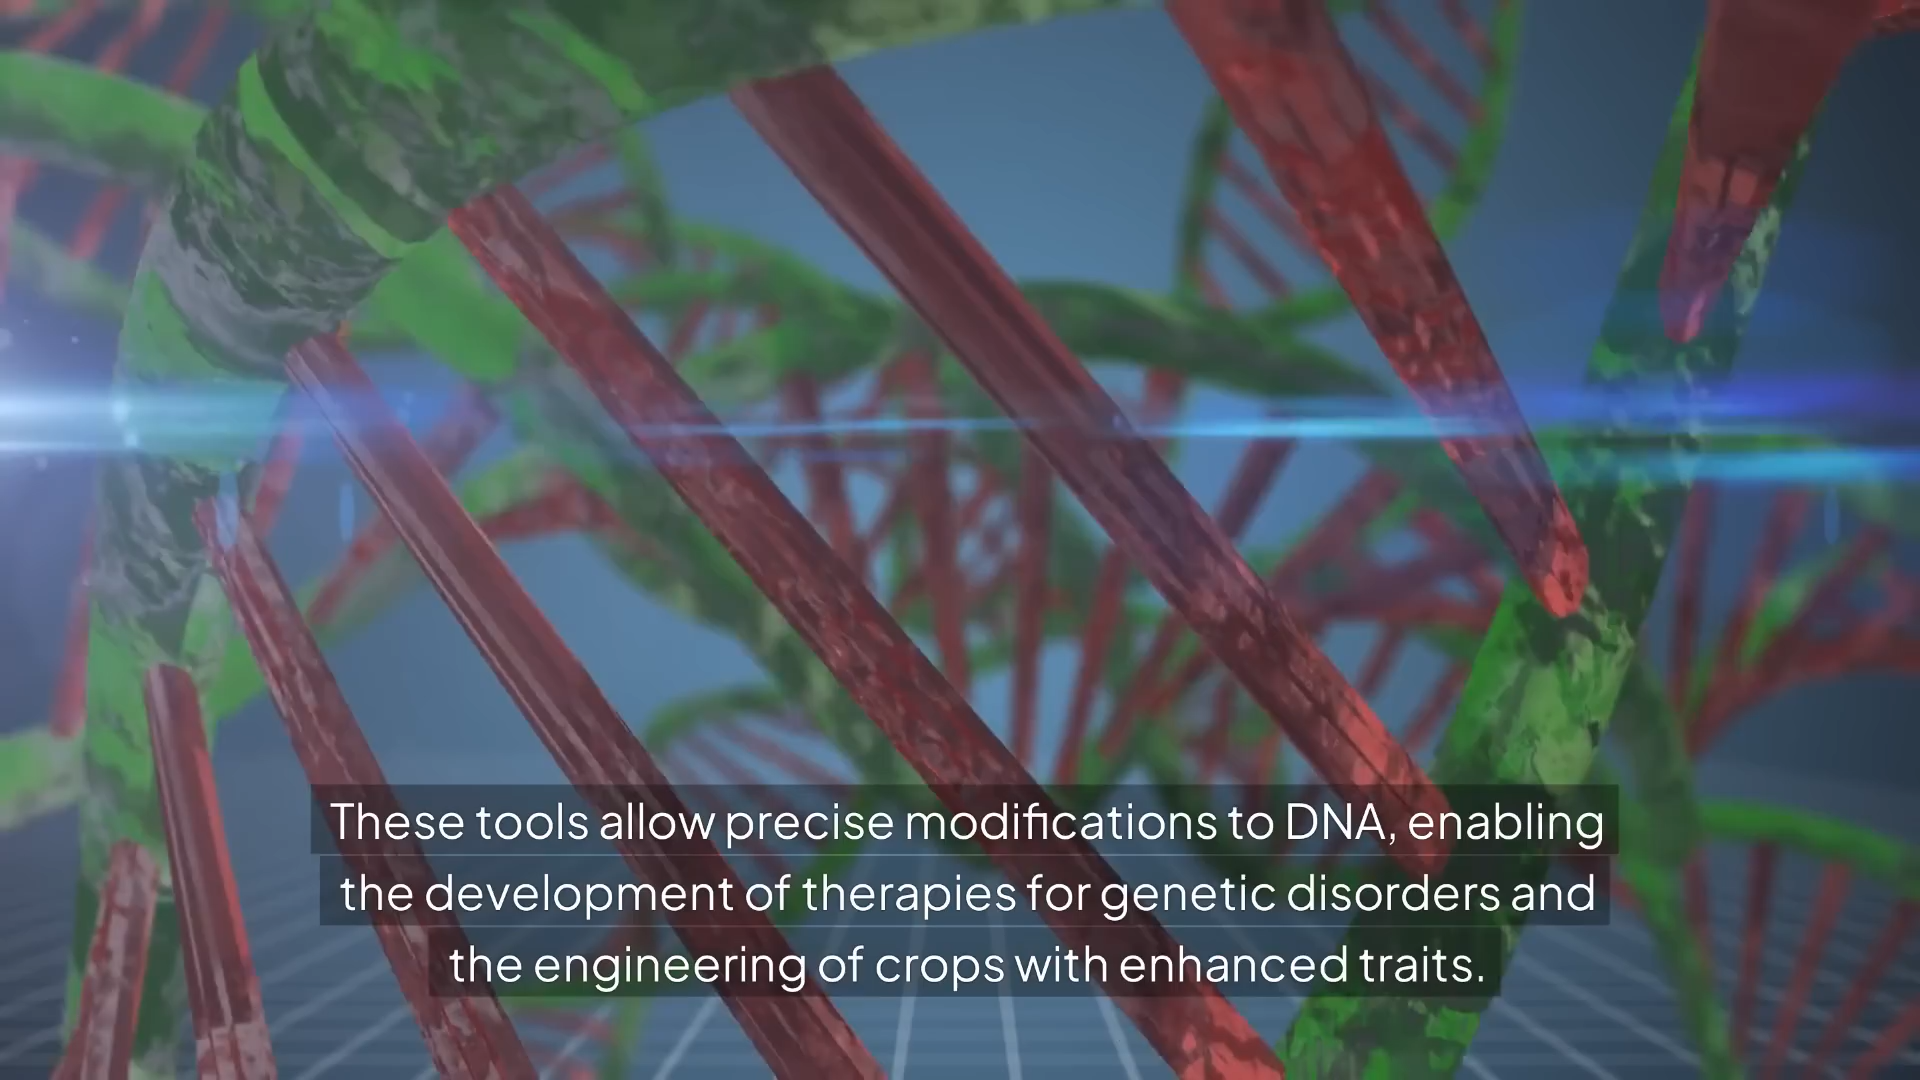 These tools allow precise modifications to DNA, enabling
the development of therapies for genetic disorders and
the engineering of crops with enhanced traits.